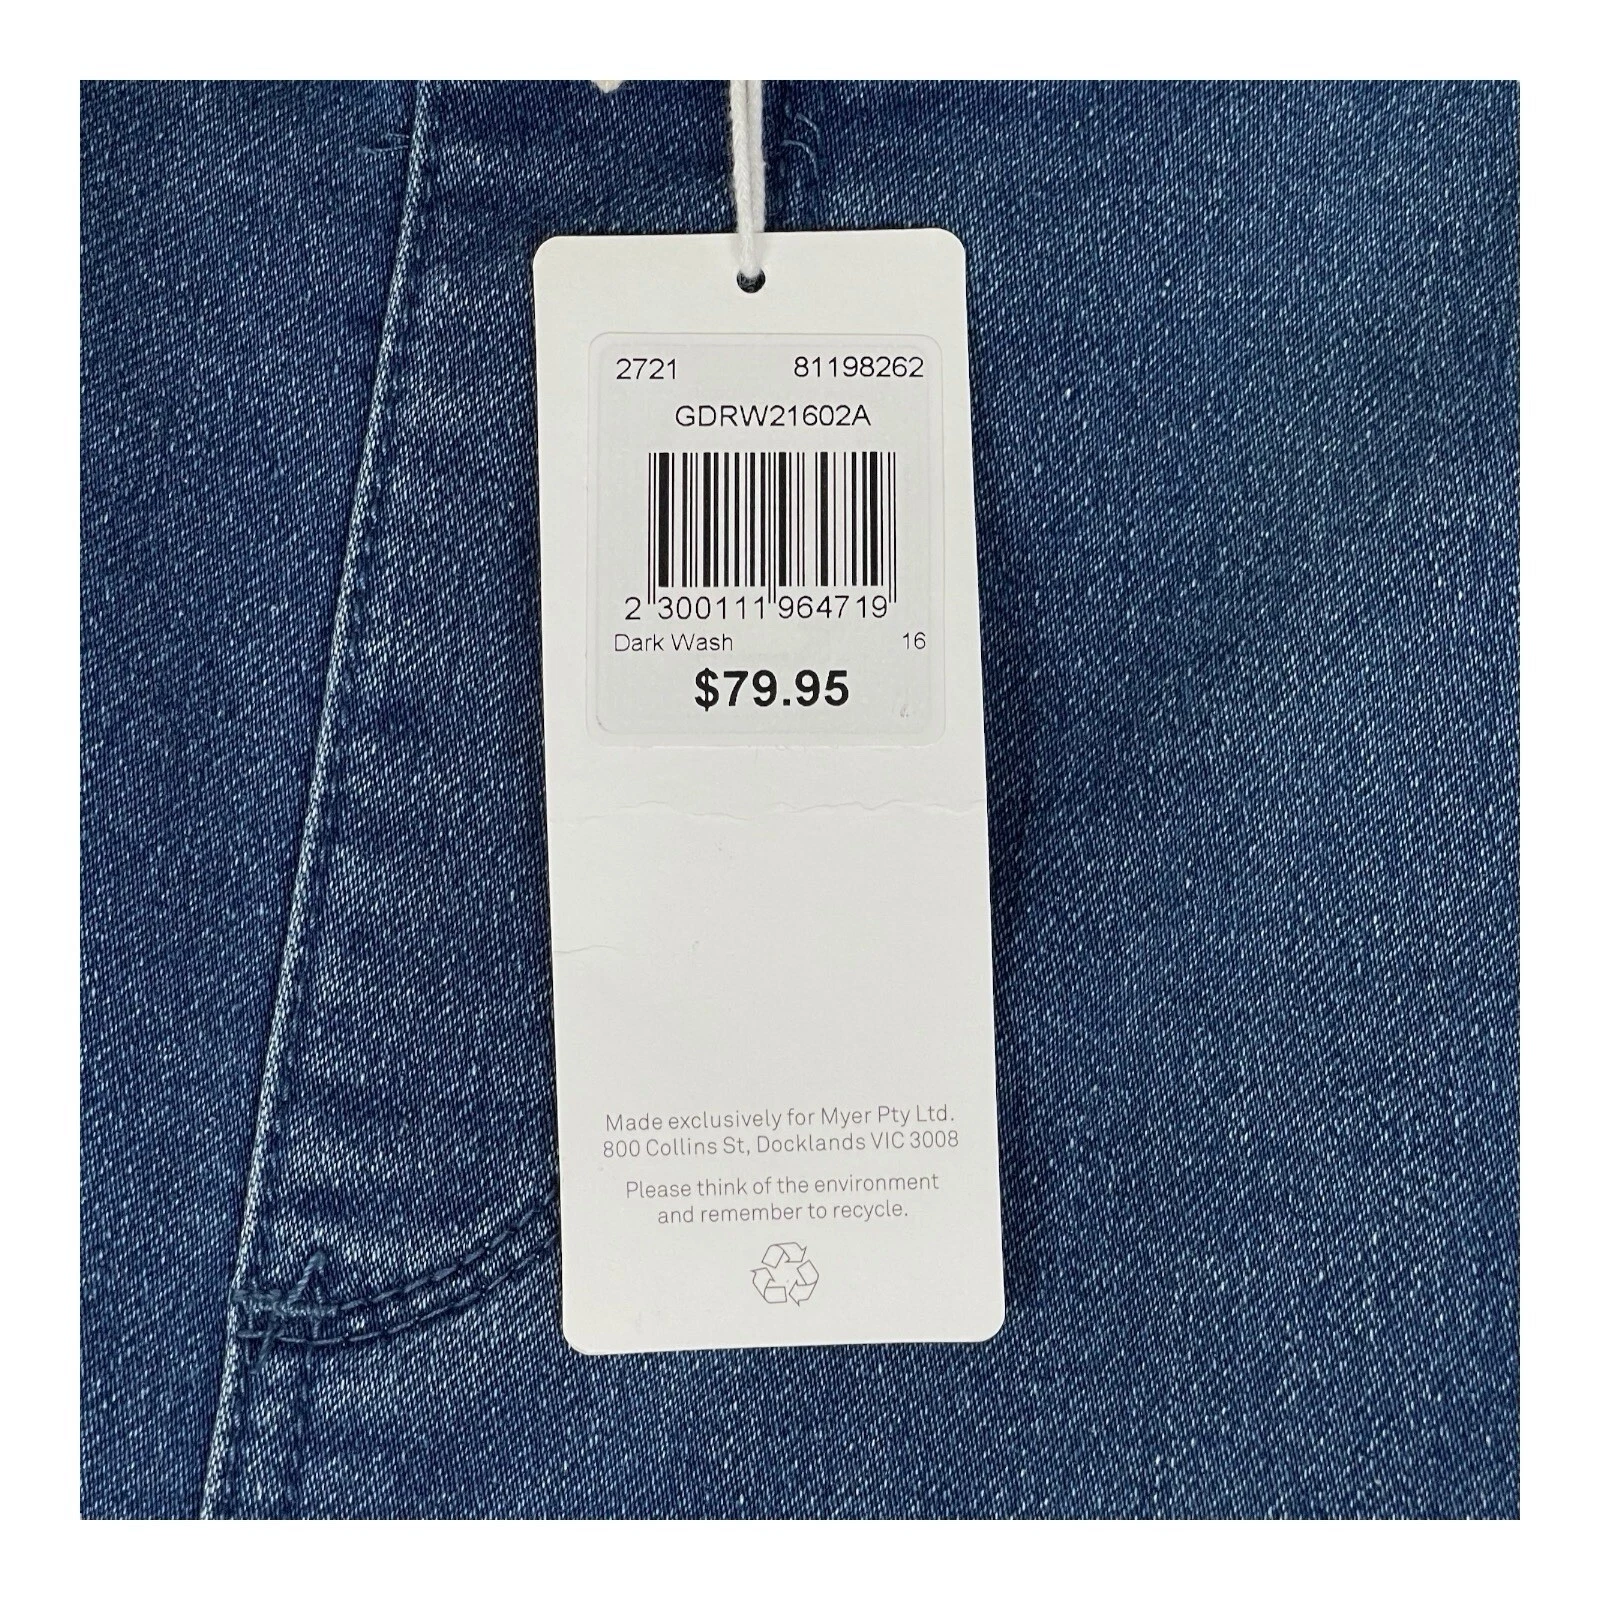 2721 81198262
GDRW21602A
2 300111 964719
Dark Wash 16
$79.95
Made exclusively for Myer Pty Ltd.
800 Collins St, Docklands VIC 3008
Please think of the environment
and remember to recycle.